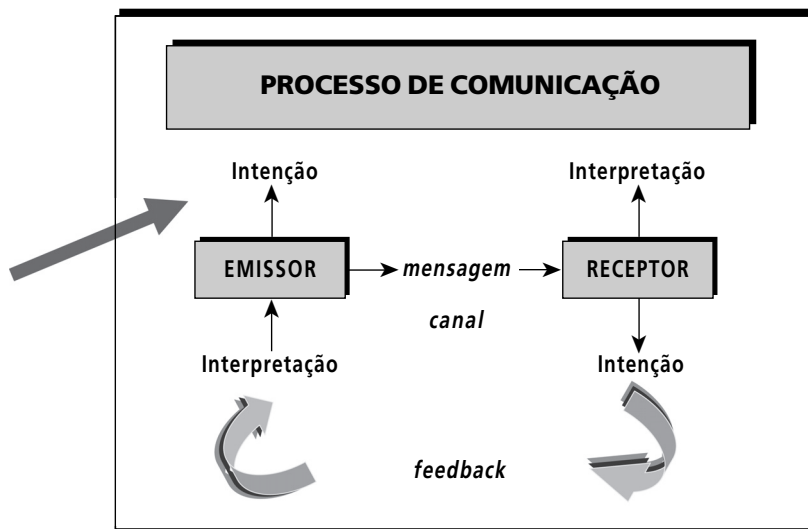 PROCESSO DE COMUNICAÇÃO
Intenção Interpretação
EMISSOR mensagem RECEPTOR
canal
Interpretação Intenção
feedback